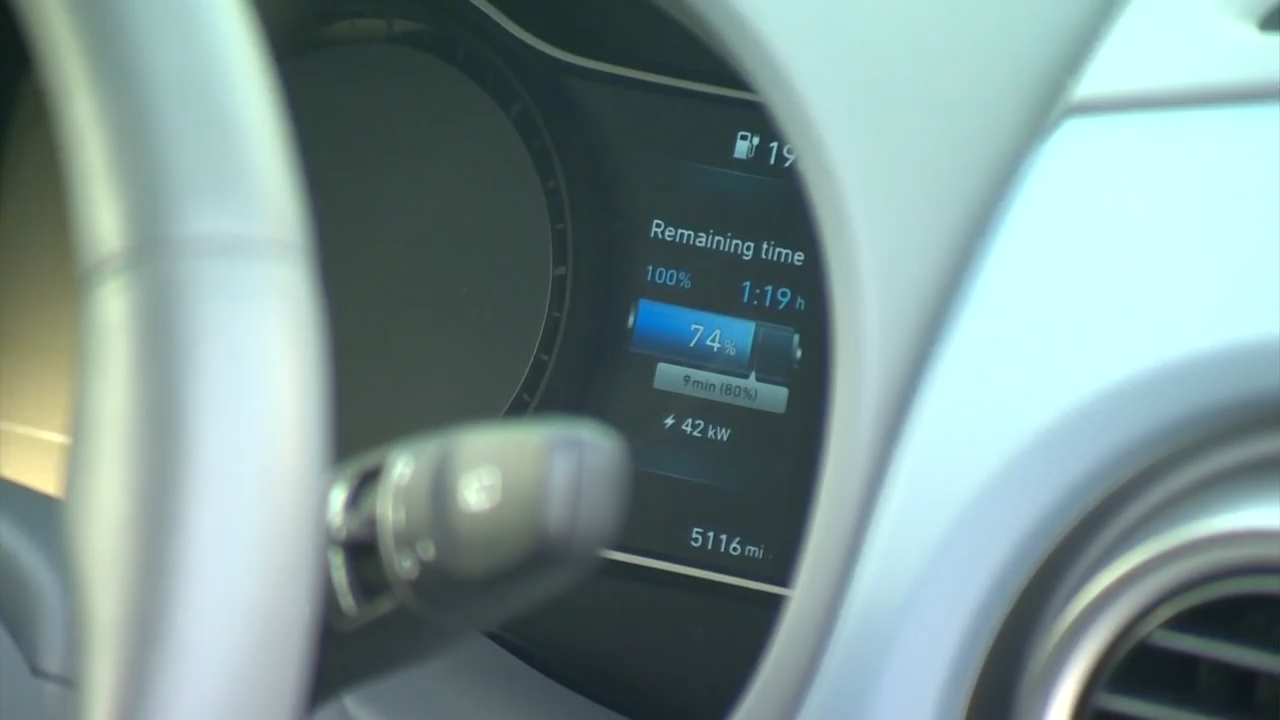 19
Remaining time
100% 1:19 h
74%
9 min (80%)
42 kW
5116 mi